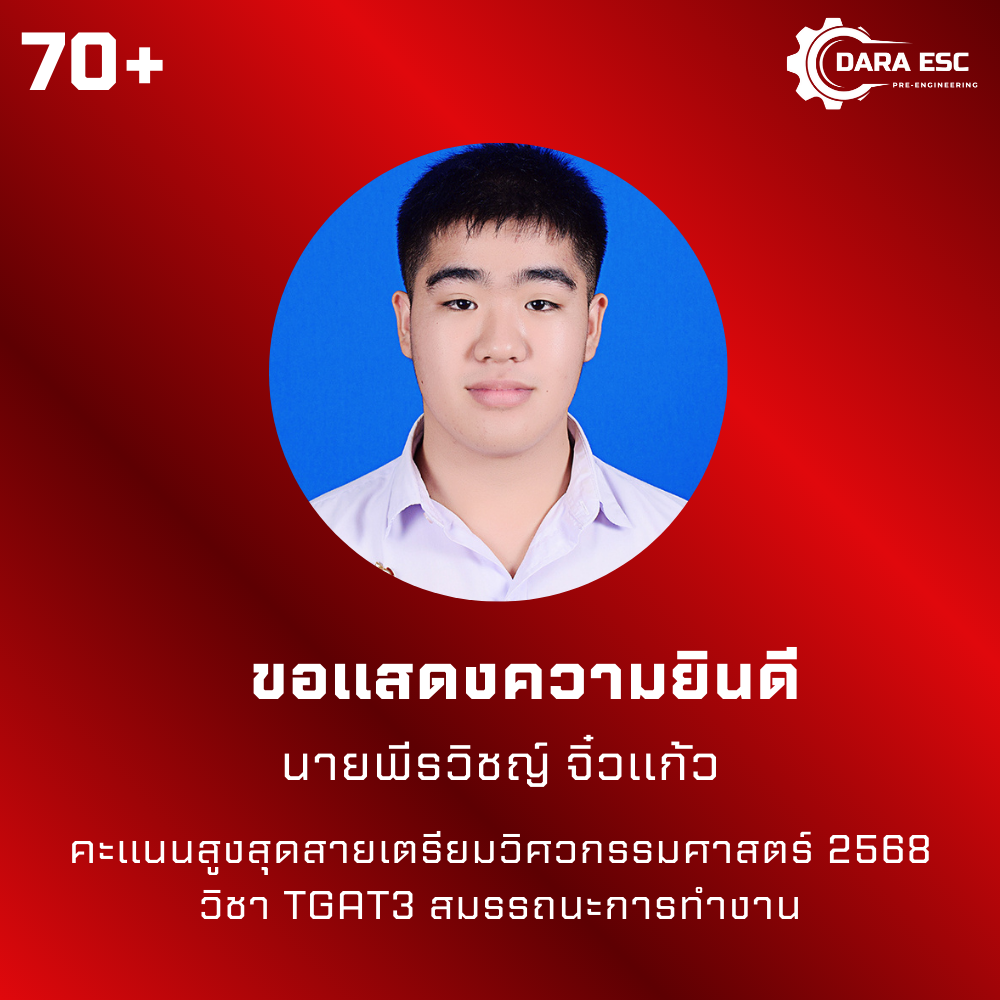 70+
DARA ESC
PRE-ENGINEERING
ขอแสดงความยินดี
นายพีรวิชญ์ จิ๋วแก้ว
คะแนนสูงสุดสายเตรียมวิศวกรรมศาสตร์ 2568
วิชา TGAT3 สมรรถนะการทำงาน